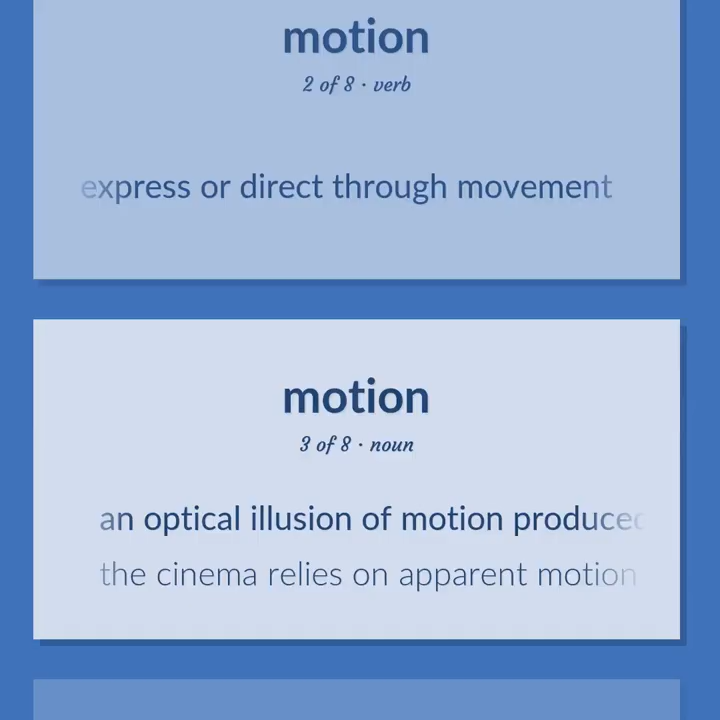 motion
2 of 8 · verb
express or direct through movement
motion
3 of 8 · noun
an optical illusion of motion produced
the cinema relies on apparent motion